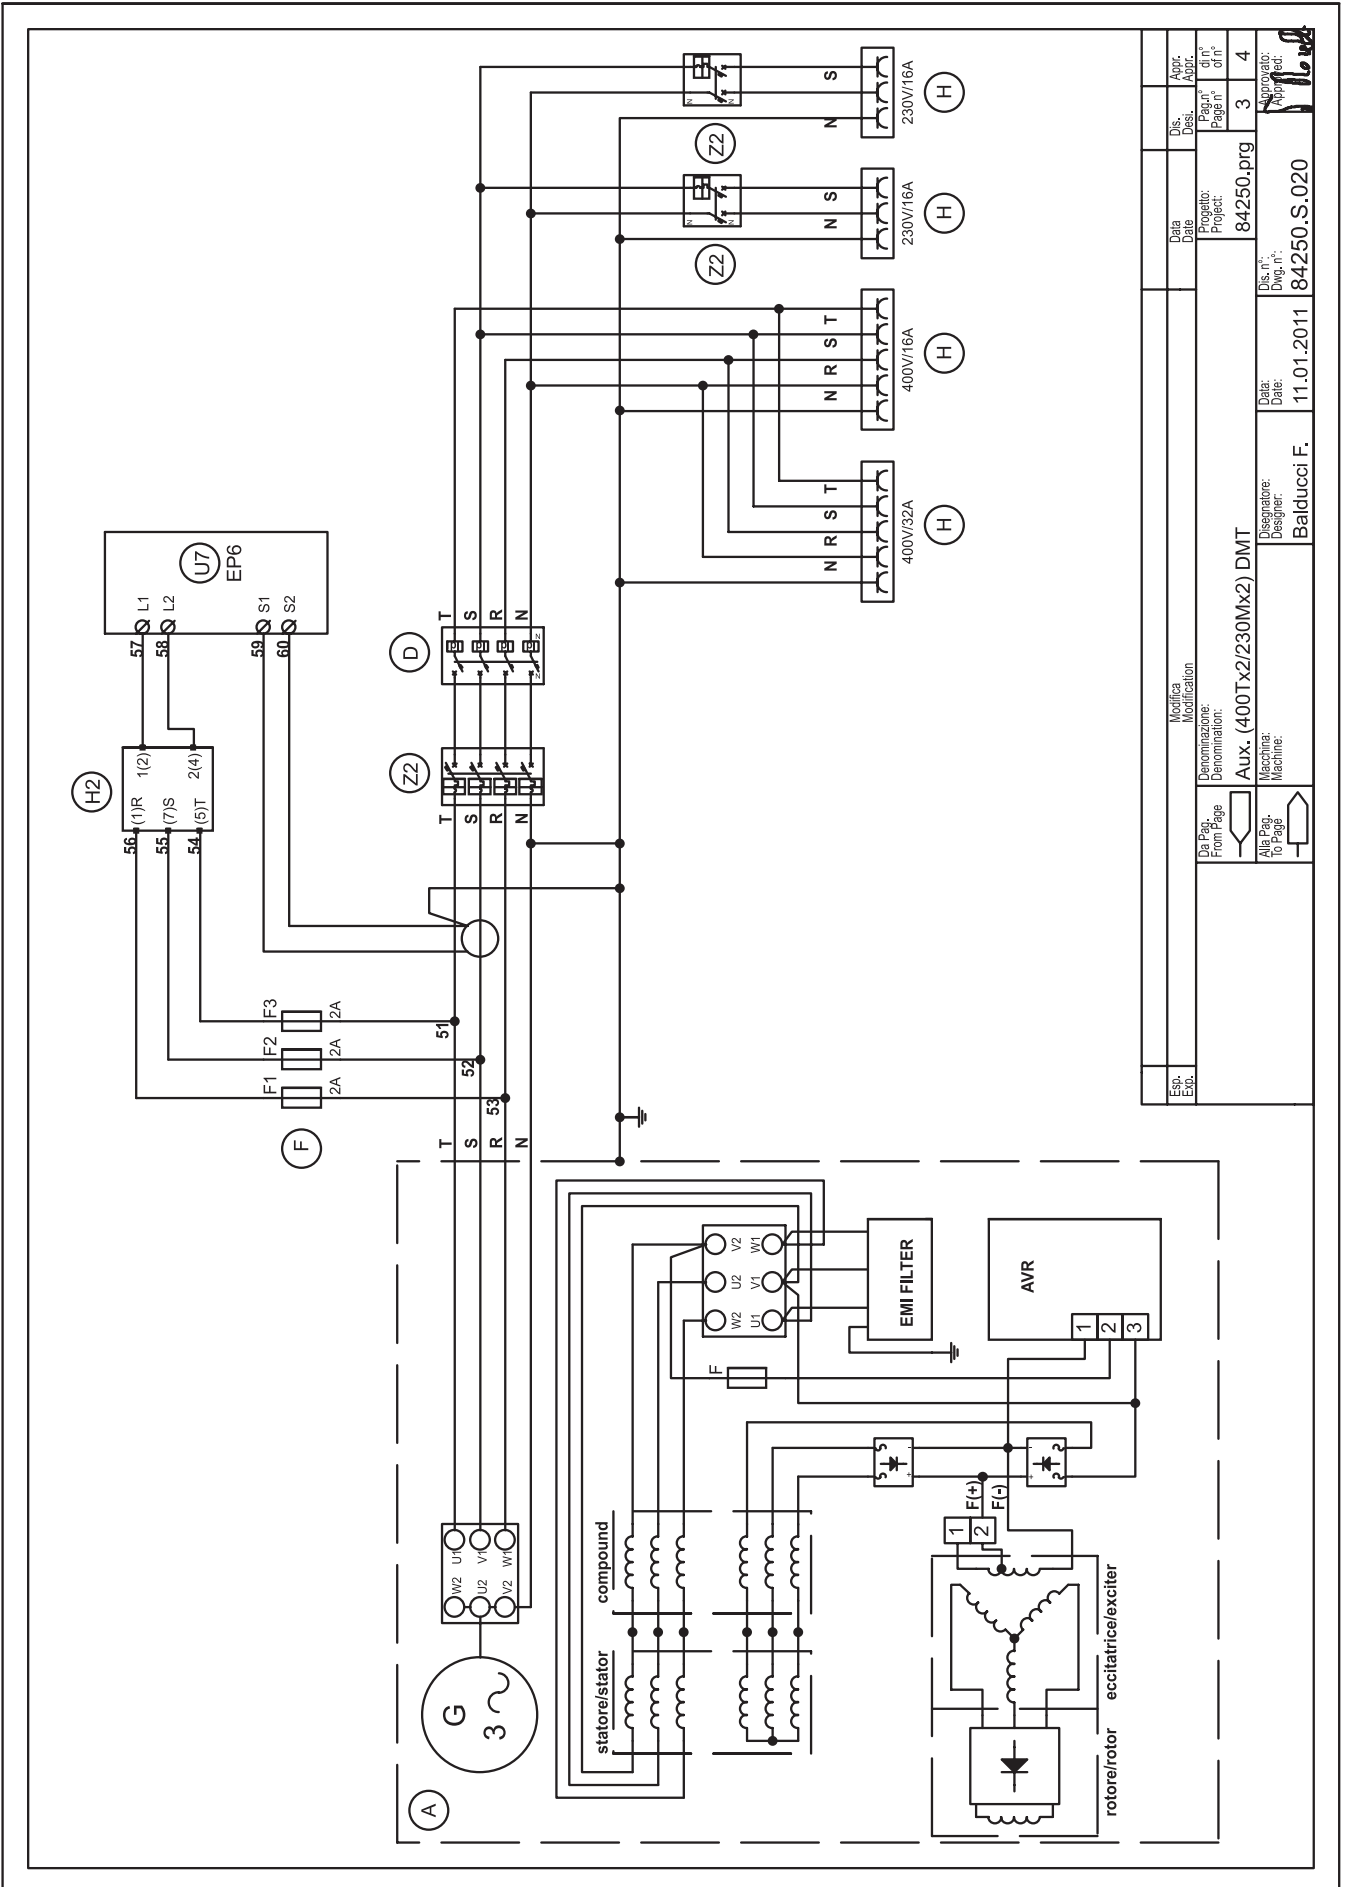 A
G
3
W2 U1
U2 V1
V2 W1
T
S
R
N
F
F1
F2
F3
2A
2A
2A
53
52
51
H2
56
55
54
(1)R
(7)S
(5)T
1(2)
2(4)
57
58
59
60
L1
L2
S1
S2
U7
EP6
T
S
R
N
Z2
D
N
N
T
S
R
N
Z2
N
N
Z2
N
N
N R S T
400V/32A
H
N R S T
400V/16A
H
N S
230V/16A
H
N S
230V/16A
H
statore/stator
compound
W2 U2 V2
U1 V1 W1
F
EMI FILTER
AVR
1
2
3
+
-
+
-
F(+)
F(-)
1
2
rotore/rotor
eccitatrice/exciter
Esp.
Exp.
Modifica
Modification
Data
Date
Dis.
Desi.
Appr.
Appr.
Da Pag.
From Page
Alla Pag.
To Page
Denominazione:
Denomination:
Aux. (400Tx2/230Mx2) DMT
Macchina:
Machine:
Disegnatore:
Designer:
Balducci F.
Data:
Date:
11.01.2011
Progetto:
Project:
84250.prg
Pag.n°
Page n°
3
di n°
of n°
4
Dis. n°:
Dwg. n°:
84250.S.020
Approvato:
Approved: